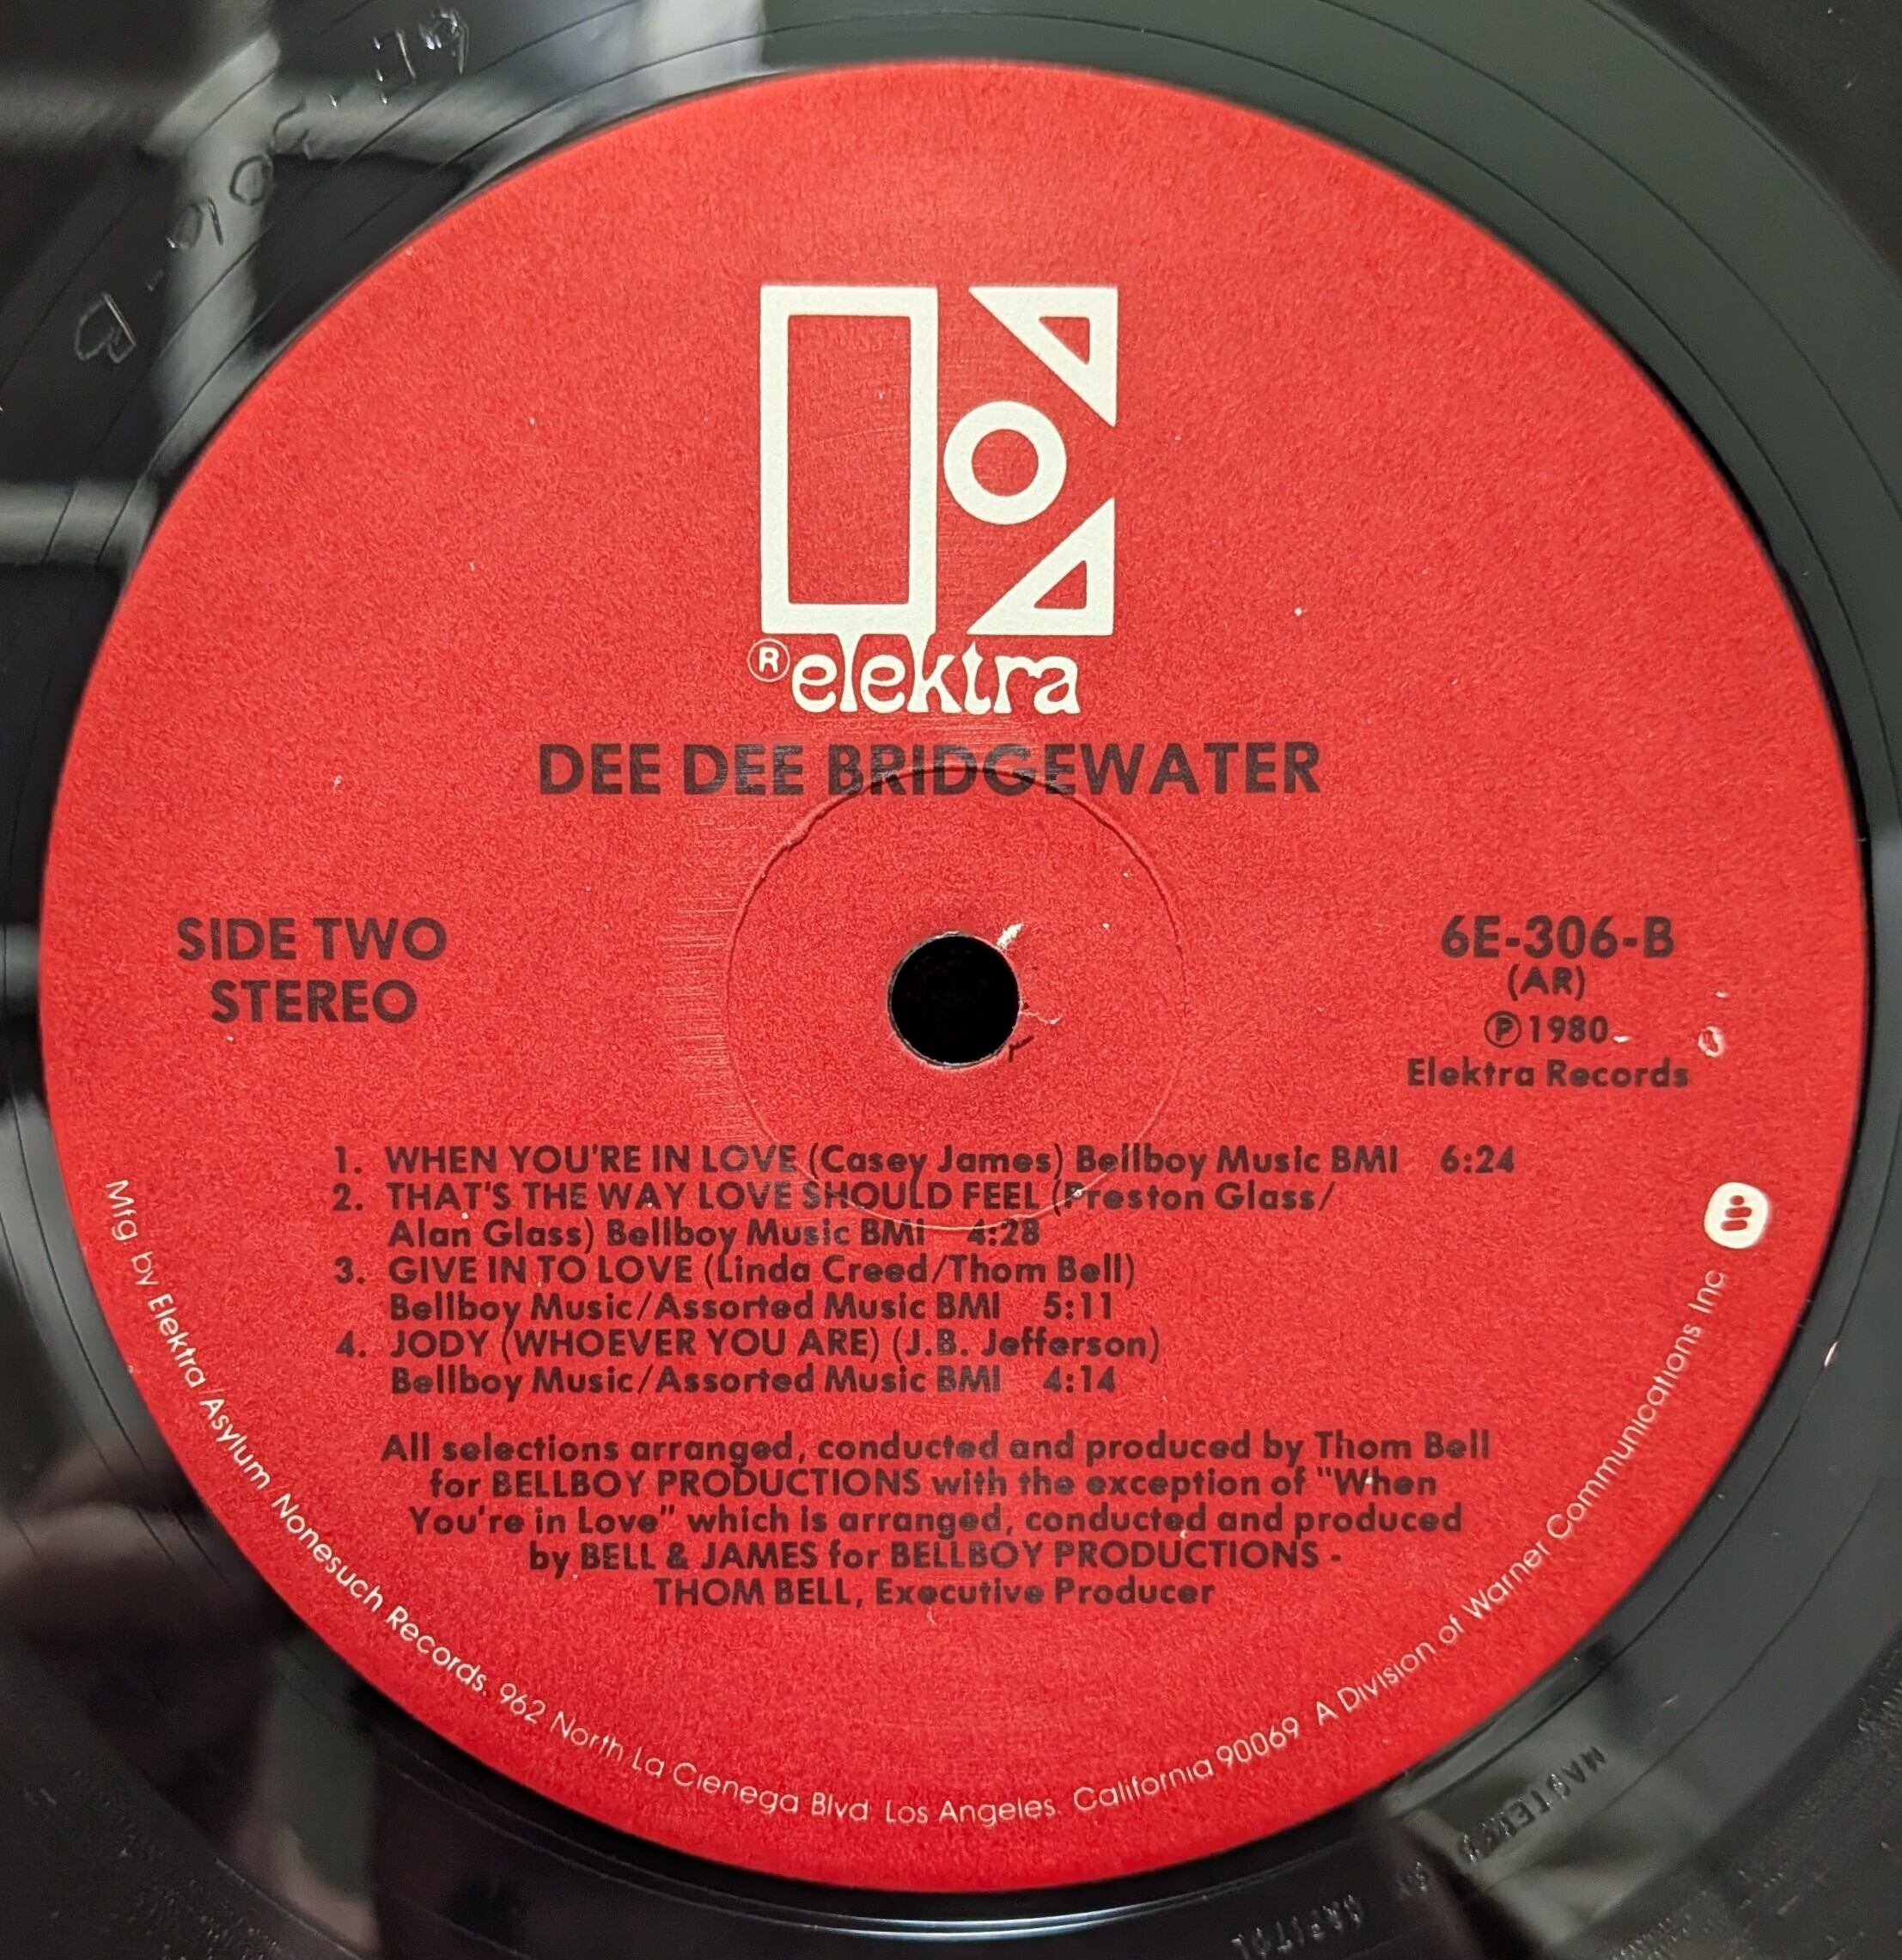 ® elektra
DEE DEE BRIDGEWATER
SIDE TWO
STEREO
6E-306-B
(AR)
℗ 1980
Elektra Records
1. WHEN YOU'RE IN LOVE (Casey James) Bellboy Music BMI 6:24
2. THAT'S THE WAY LOVE SHOULD FEEL (Preston Glass/
Alan Glass) Bellboy Music BMI 4:28
3. GIVE IN TO LOVE (Linda Creed/Thom Bell)
Bellboy Music/Assorted Music BMI 5:11
4. JODY (WHOEVER YOU ARE) (J.B. Jefferson)
Bellboy Music/Assorted Music BMI 4:14
All selections arranged, conducted and produced by Thom Bell
for BELLBOY PRODUCTIONS with the exception of "When
You're in Love" which is arranged, conducted and produced
by BELL & JAMES for BELLBOY PRODUCTIONS -
THOM BELL, Executive Producer
Mfg by Elektra/Asylum Nonesuch Records. 962 North La Cienega Blvd Los Angeles. California 90069 A Division of Warner Communications Inc
MASTERED BY CAPITOL